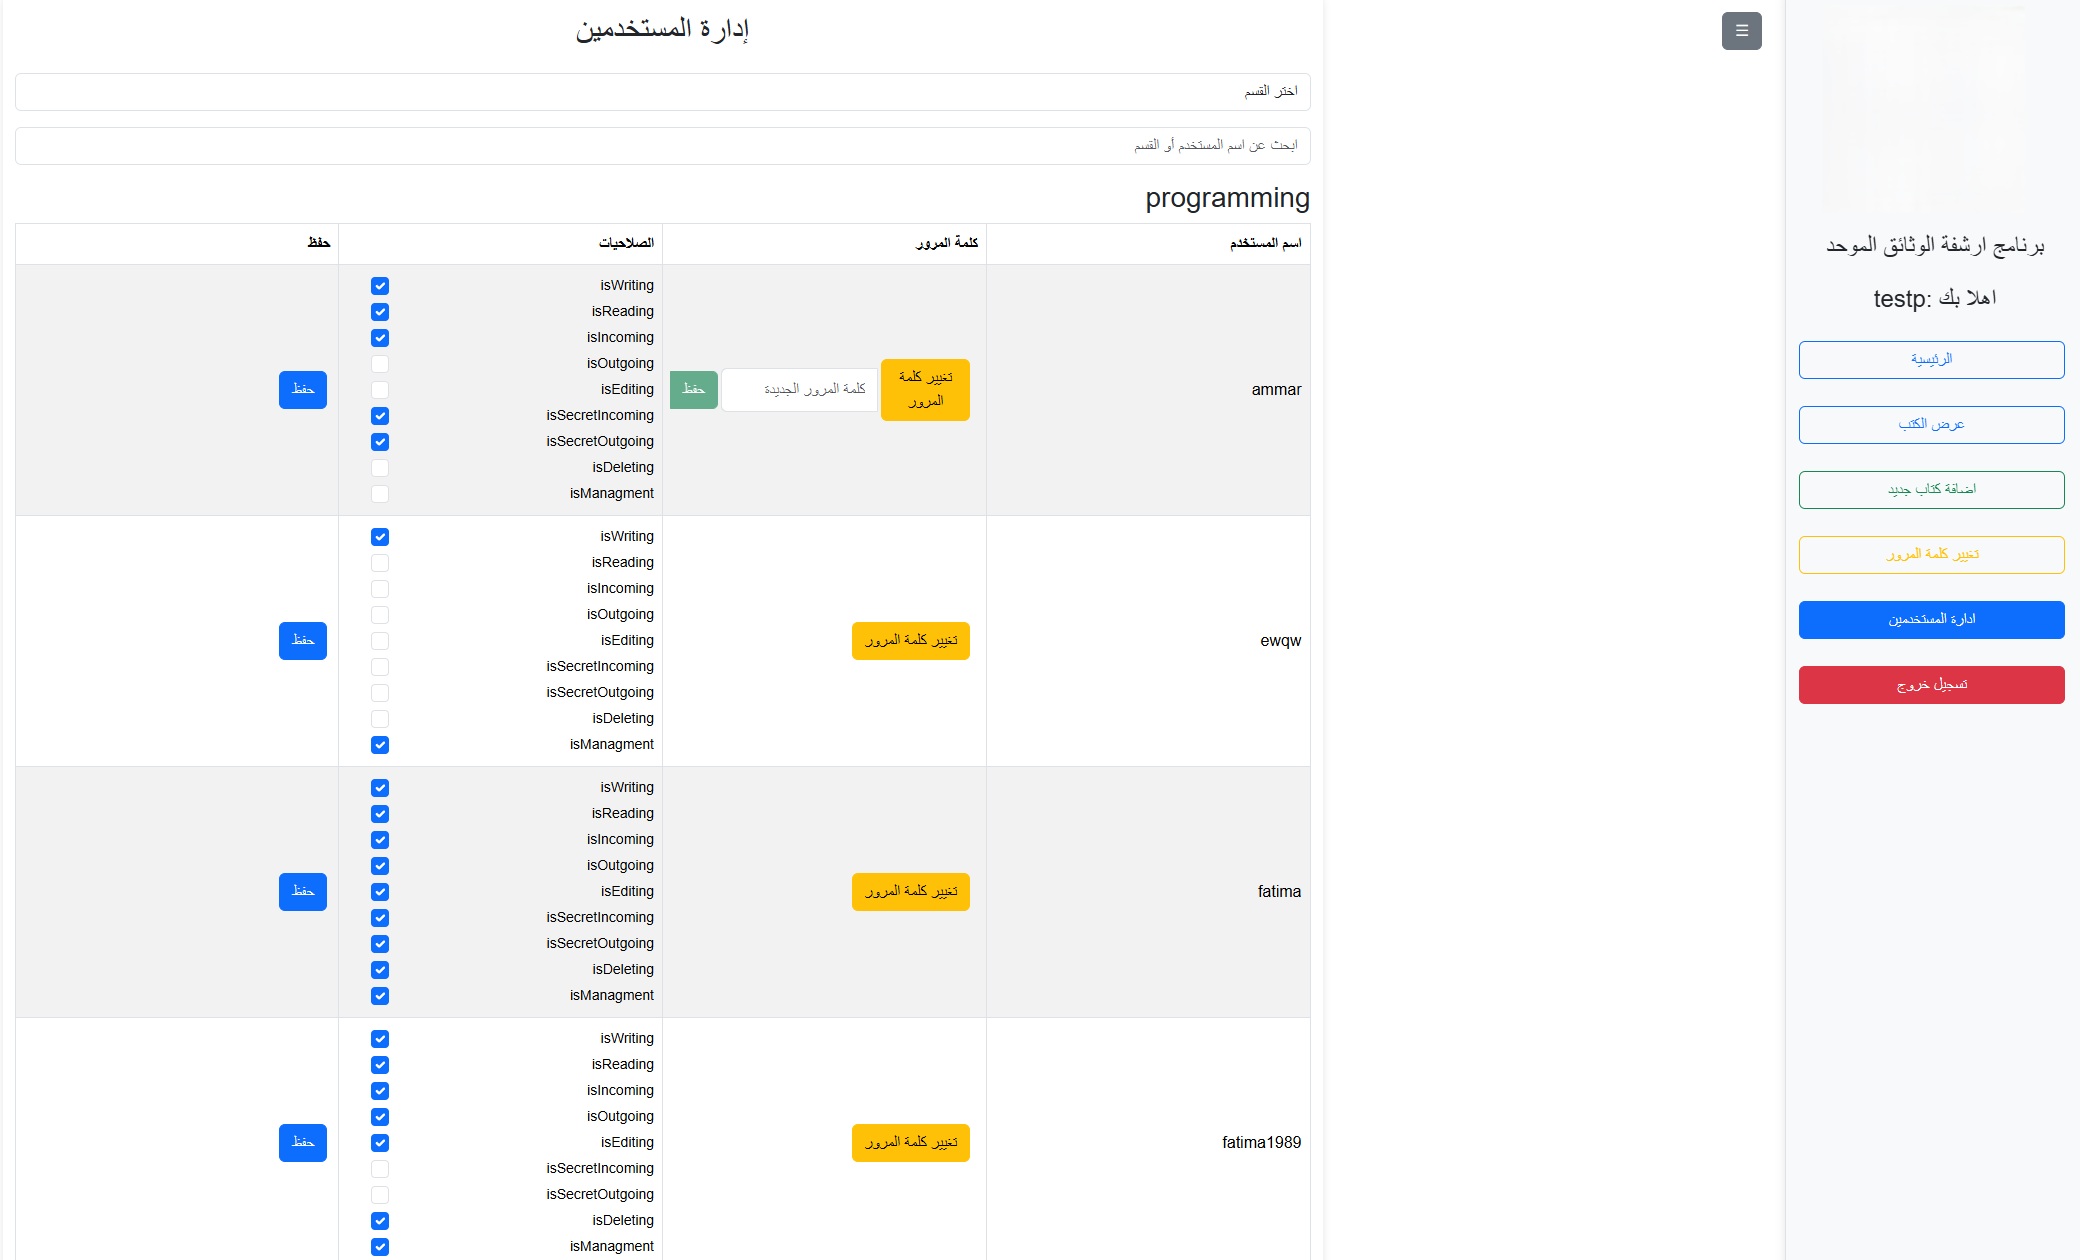 ☰
برنامج ارشفة الوثائق الموحد
اهلا بك :testp
الرئيسية
عرض الكتب
اضافة كتاب جديد
تغيير كلمة المرور
ادارة المستخدمين
تسجيل خروج
إدارة المستخدمين
اختر القسم
ابحث عن اسم المستخدم أو القسم
programming
اسم المستخدم كلمة المرور الصلاحيات حفظ
ammar
تغيير كلمة
المرور
كلمة المرور الجديدة
حفظ
isWriting
isReading
isIncoming
isOutgoing
isEditing
isSecretIncoming
isSecretOutgoing
isDeleting
isManagment
حفظ
ewqw
تغيير كلمة المرور
isWriting
isReading
isIncoming
isOutgoing
isEditing
isSecretIncoming
isSecretOutgoing
isDeleting
isManagment
حفظ
fatima
تغيير كلمة المرور
isWriting
isReading
isIncoming
isOutgoing
isEditing
isSecretIncoming
isSecretOutgoing
isDeleting
isManagment
حفظ
fatima1989
تغيير كلمة المرور
isWriting
isReading
isIncoming
isOutgoing
isEditing
isSecretIncoming
isSecretOutgoing
isDeleting
isManagment
حفظ